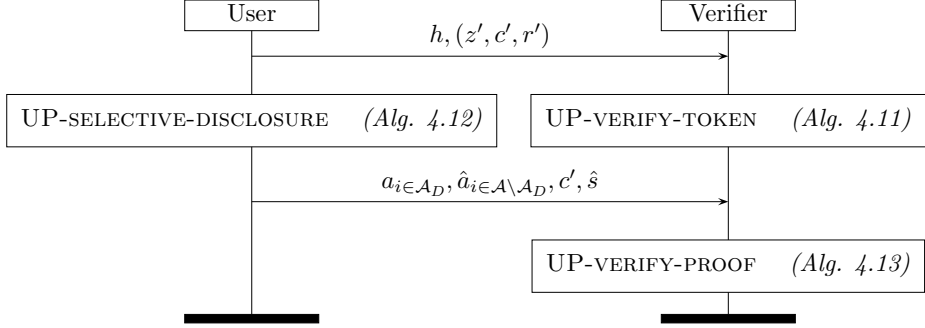 User Verifier
h, (z′, c′, r′)
UP-SELECTIVE-DISCLOSURE (Alg. 4.12) UP-VERIFY-TOKEN (Alg. 4.11)
a_{i∈𝒜_D}, â_{i∈𝒜\𝒜_D}, c′, ŝ
UP-VERIFY-PROOF (Alg. 4.13)